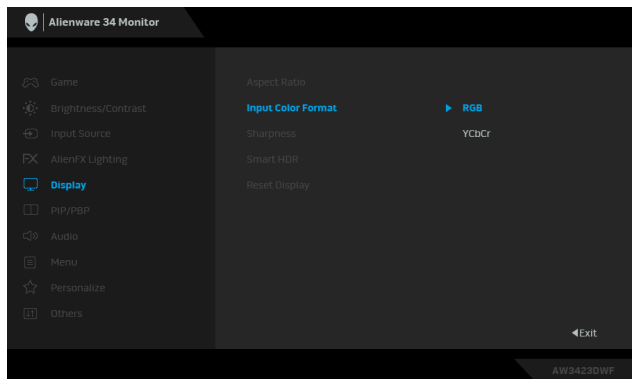 Alienware 34 Monitor
Game
Aspect Ratio
Brightness/Contrast
Input Color Format
RGB
Input Source
Sharpness
YCbCr
FX AlienFX Lighting
Smart HDR
Display
Reset Display
PIP/PBP
Audio
Menu
Personalize
Others
Exit
AW3423DWF